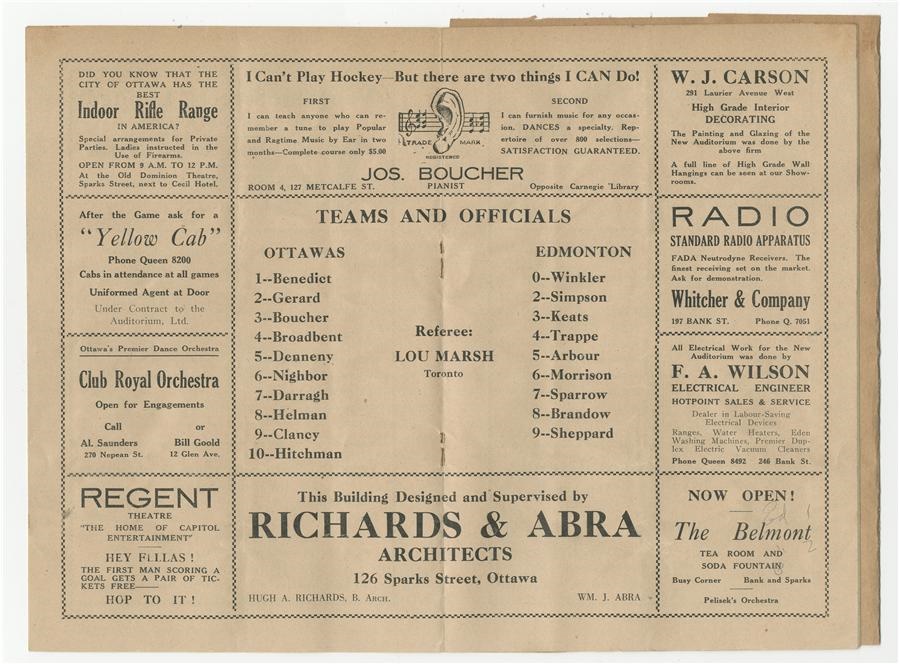 DID YOU KNOW THAT THE
CITY OF OTTAWA HAS THE
BEST
Indoor Rifle Range
IN AMERICA?
Special arrangements for Private
Parties. Ladies instructed in the
Use of Firearms.
OPEN FROM 9 A.M. TO 12 P.M.
At the Old Dominion Theatre,
Sparks Street, next to Cecil Hotel.
After the Game ask for a
"Yellow Cab"
Phone Queen 8200
Cabs in attendance at all games
Uniformed Agent at Door
Under Contract to the
Auditorium, Ltd.
Ottawa's Premier Dance Orchestra
Club Royal Orchestra
Open for Engagements
Call or
Al. Saunders Bill Goold
270 Nepean St. 12 Glen Ave.
REGENT
THEATRE
"THE HOME OF CAPITOL
ENTERTAINMENT"
HEY FELLAS!
THE FIRST MAN SCORING A
GOAL GETS A PAIR OF TIC-
KETS FREE——
HOP TO IT!
I Can't Play Hockey—But there are two things I CAN Do!
FIRST
I can teach anyone who can re-
member a tune to play Popular
and Ragtime Music by Ear in two
months—Complete course only $5.00
TRADE MARK
REGISTERED
SECOND
I can furnish music for any occas-
ion. DANCES a specialty. Rep-
ertoire of over 800 selections—
SATISFACTION GUARANTEED.
JOS. BOUCHER
ROOM 4, 127 METCALFE ST. PIANIST Opposite Carnegie Library
TEAMS AND OFFICIALS
OTTAWAS
1--Benedict
2--Gerard
3--Boucher
4--Broadbent
5--Denneny
6--Nighbor
7--Darragh
8--Helman
9--Clancy
10--Hitchman
Referee:
LOU MARSH
Toronto
EDMONTON
0--Winkler
2--Simpson
3--Keats
4--Trappe
5--Arbour
6--Morrison
7--Sparrow
8--Brandow
9--Sheppard
This Building Designed and Supervised by
RICHARDS & ABRA
ARCHITECTS
126 Sparks Street, Ottawa
HUGH A. RICHARDS, B. ARCH. WM. J. ABRA
W. J. CARSON
291 Laurier Avenue West
High Grade Interior
DECORATING
The Painting and Glazing of the
New Auditorium was done by the
above firm
A full line of High Grade Wall
Hangings can be seen at our Show-
rooms.
RADIO
STANDARD RADIO APPARATUS
FADA Neutrodyne Receivers. The
finest receiving set on the market.
Ask for demonstration.
Whitcher & Company
197 BANK ST. Phone Q. 7051
All Electrical Work for the New
Auditorium was done by
F. A. WILSON
ELECTRICAL ENGINEER
HOTPOINT SALES & SERVICE
Dealer in Labour-Saving
Electrical Devices
Ranges, Water Heaters, Eden
Washing Machines, Premier Dup-
lex Electric Vacuum Cleaners
Phone Queen 8492 246 Bank St.
NOW OPEN!
The Belmont
TEA ROOM AND
SODA FOUNTAIN
Busy Corner Bank and Sparks
Pelisek's Orchestra